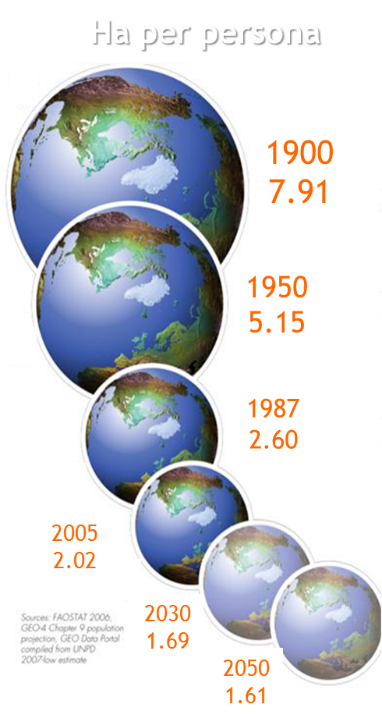 Ha per persona
1900
7.91
1950
5.15
1987
2.60
2005
2.02
2030
1.69
2050
1.61
Sources: FAOSTAT 2006,
GEO-4 Chapter 9 population
projection, GEO Data Portal
compiled from UNPD
2007-low estimate